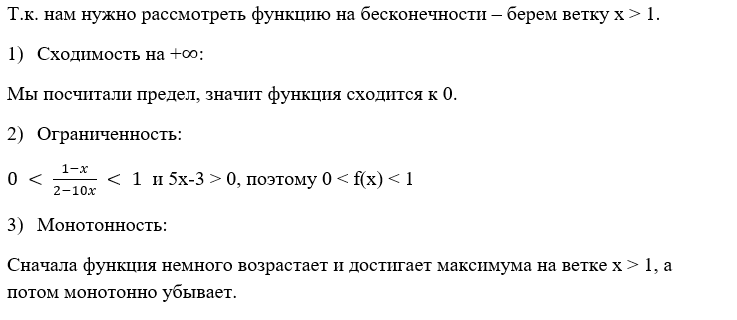 Т.к. нам нужно рассмотреть функцию на бесконечности – берем ветку x > 1.
1) Сходимость на +∞:
Мы посчитали предел, значит функция сходится к 0.
2) Ограниченность:
0 < \frac{1-x}{2-10x} < 1 и 5x-3 > 0, поэтому 0 < f(x) < 1
3) Монотонность:
Сначала функция немного возрастает и достигает максимума на ветке x > 1, а
потом монотонно убывает.